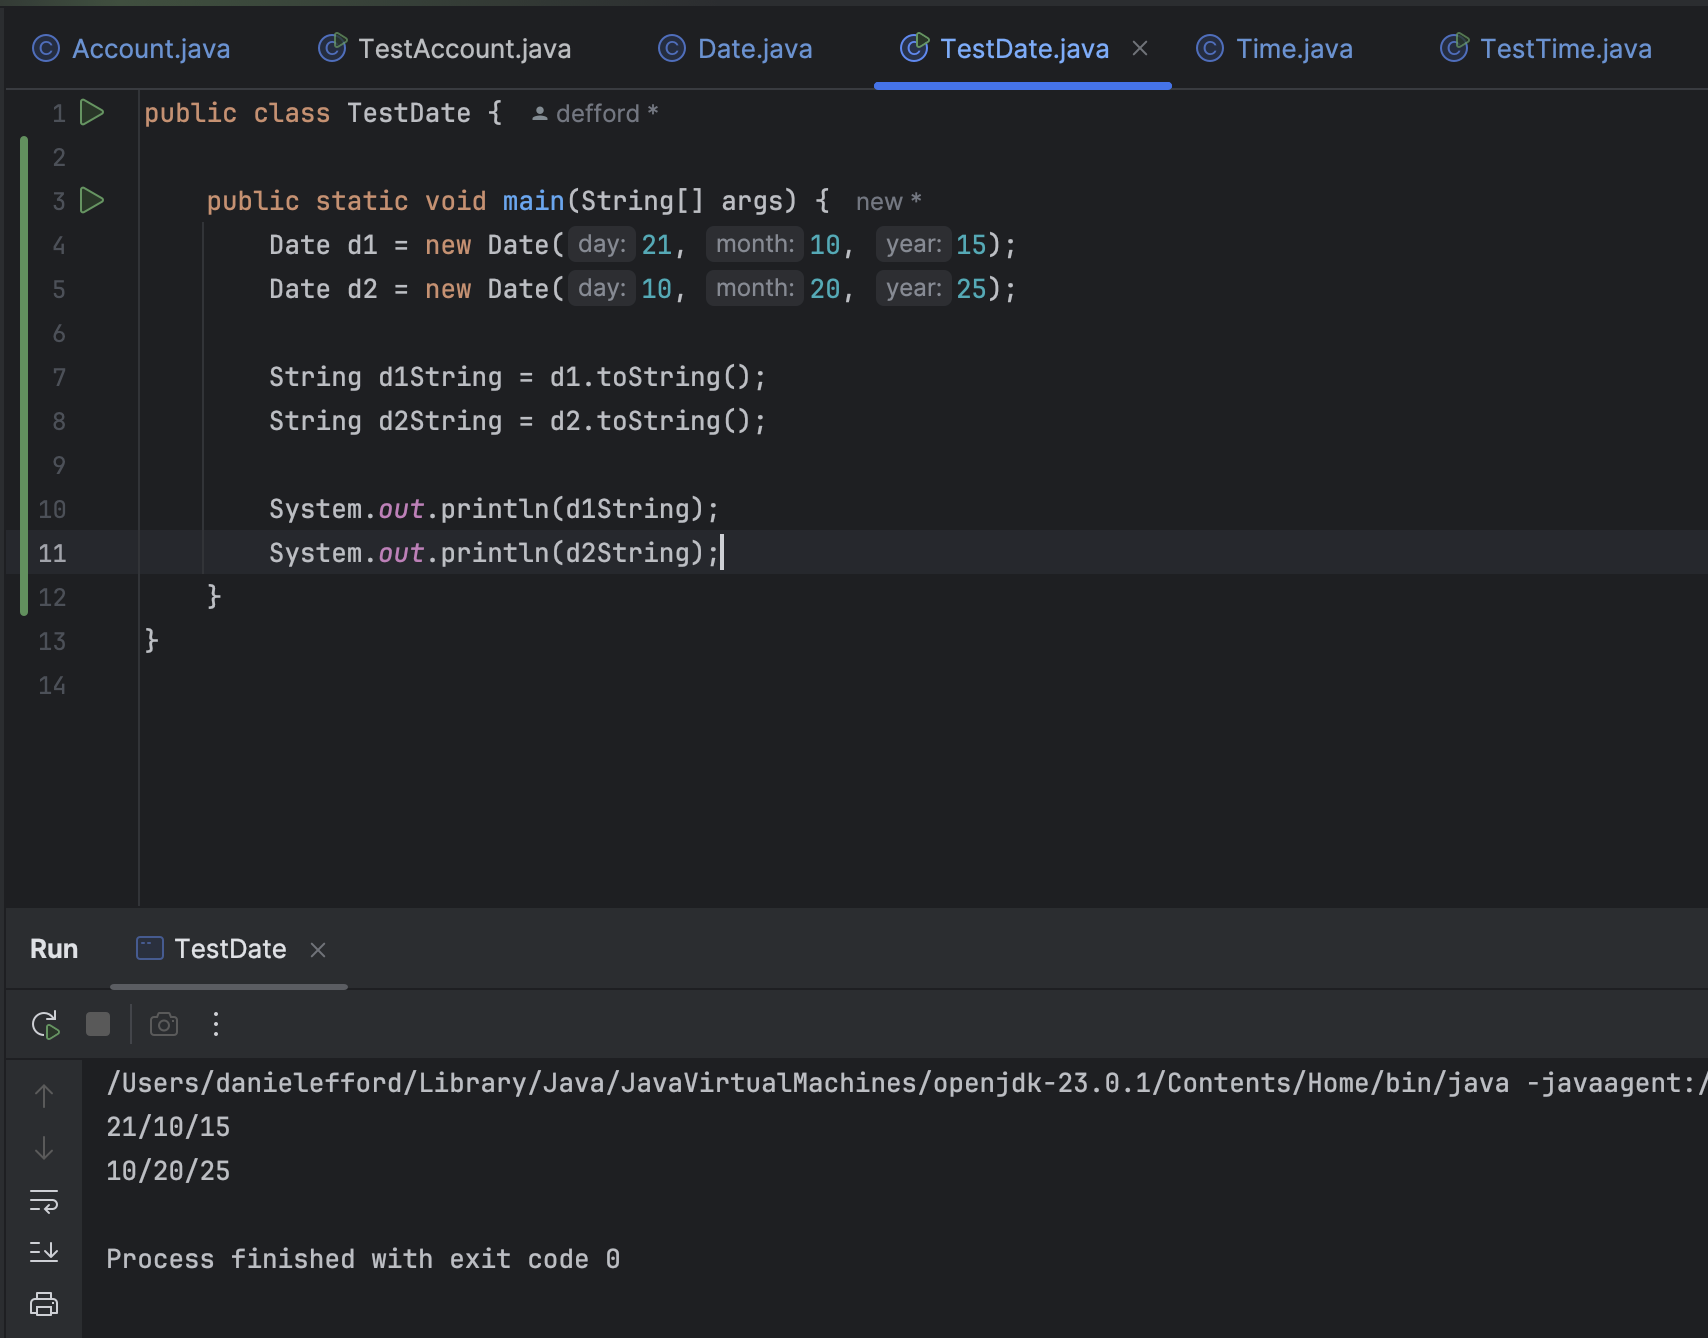 Account.java TestAccount.java Date.java TestDate.java Time.java TestTime.java
1 public class TestDate { defford *
2
3 public static void main(String[] args) { new *
4 Date d1 = new Date( day: 21, month: 10, year: 15);
5 Date d2 = new Date( day: 10, month: 20, year: 25);
6
7 String d1String = d1.toString();
8 String d2String = d2.toString();
9
10 System.out.println(d1String);
11 System.out.println(d2String);
12 }
13 }
14
Run TestDate
/Users/danielefford/Library/Java/JavaVirtualMachines/openjdk-23.0.1/Contents/Home/bin/java -javaagent:/
21/10/15
10/20/25
Process finished with exit code 0